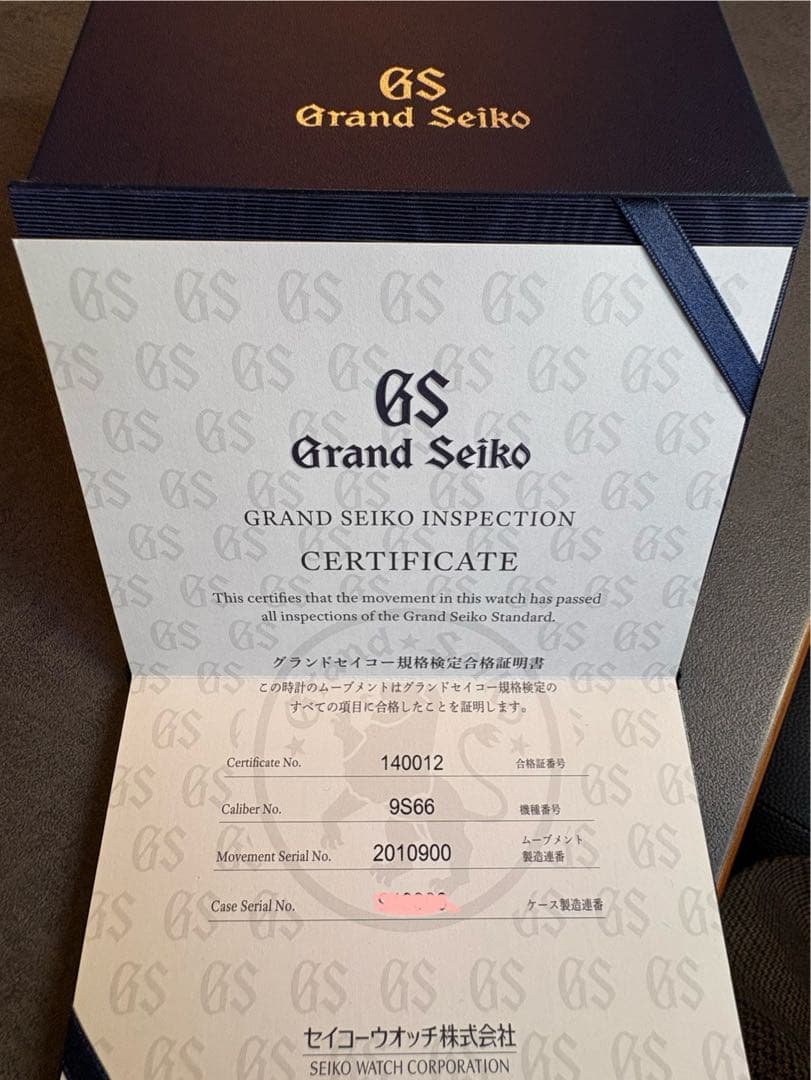 GS
Grand Seiko
GS
Grand Seiko
GRAND SEIKO INSPECTION
CERTIFICATE
This certifies that the movement in this watch has passed
all inspections of the Grand Seiko Standard.
グランドセイコー規格検定合格証明書
この時計のムーブメントはグランドセイコー規格検定の
すべての項目に合格したことを証明します。
Certificate No. 140012 合格証番号
Caliber No. 9S66 機種番号
Movement Serial No. 2010900 ムーブメント
製造連番
Case Serial No. ケース製造連番
セイコーウオッチ株式会社
SEIKO WATCH CORPORATION